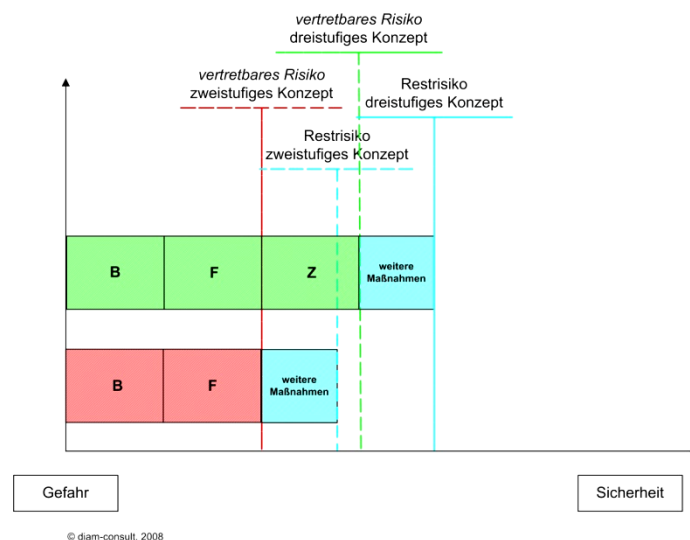 vertretbares Risiko
dreistufiges Konzept
vertretbares Risiko
zweistufiges Konzept
Restrisiko
dreistufiges Konzept
Restrisiko
zweistufiges Konzept
B
F
Z
weitere
Maßnahmen
B
F
weitere
Maßnahmen
Gefahr
Sicherheit
© diam-consult, 2008